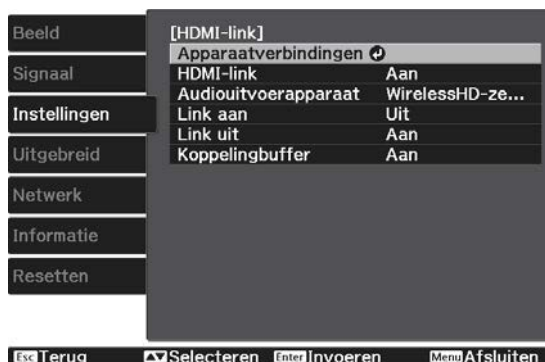 Beeld
Signaal
Instellingen
Uitgebreid
Netwerk
Informatie
Resetten
[HDMI-link]
Apparaatverbindingen
HDMI-link Aan
Audiouitvoerapparaat WirelessHD-ze...
Link aan Uit
Link uit Aan
Koppelingbuffer Aan
Esc Terug Selecteren Enter Invoeren Menu Afsluiten